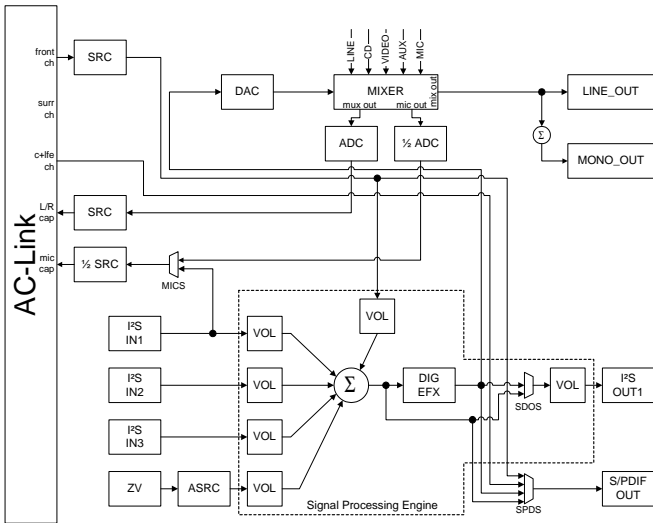 AC-Link
front
ch
surr
ch
c+lfe
ch
L/R
cap
mic
cap
SRC
SRC
½ SRC
MICS
LINE
CD
VIDEO
AUX
MIC
DAC
MIXER
mux out
mic out
mix out
ADC
½ ADC
LINE_OUT
Σ
MONO_OUT
I²S
IN1
I²S
IN2
I²S
IN3
ZV
ASRC
VOL
VOL
VOL
VOL
VOL
Σ
DIG
EFX
SDOS
VOL
I²S
OUT1
SPDS
S/PDIF
OUT
Signal Processing Engine